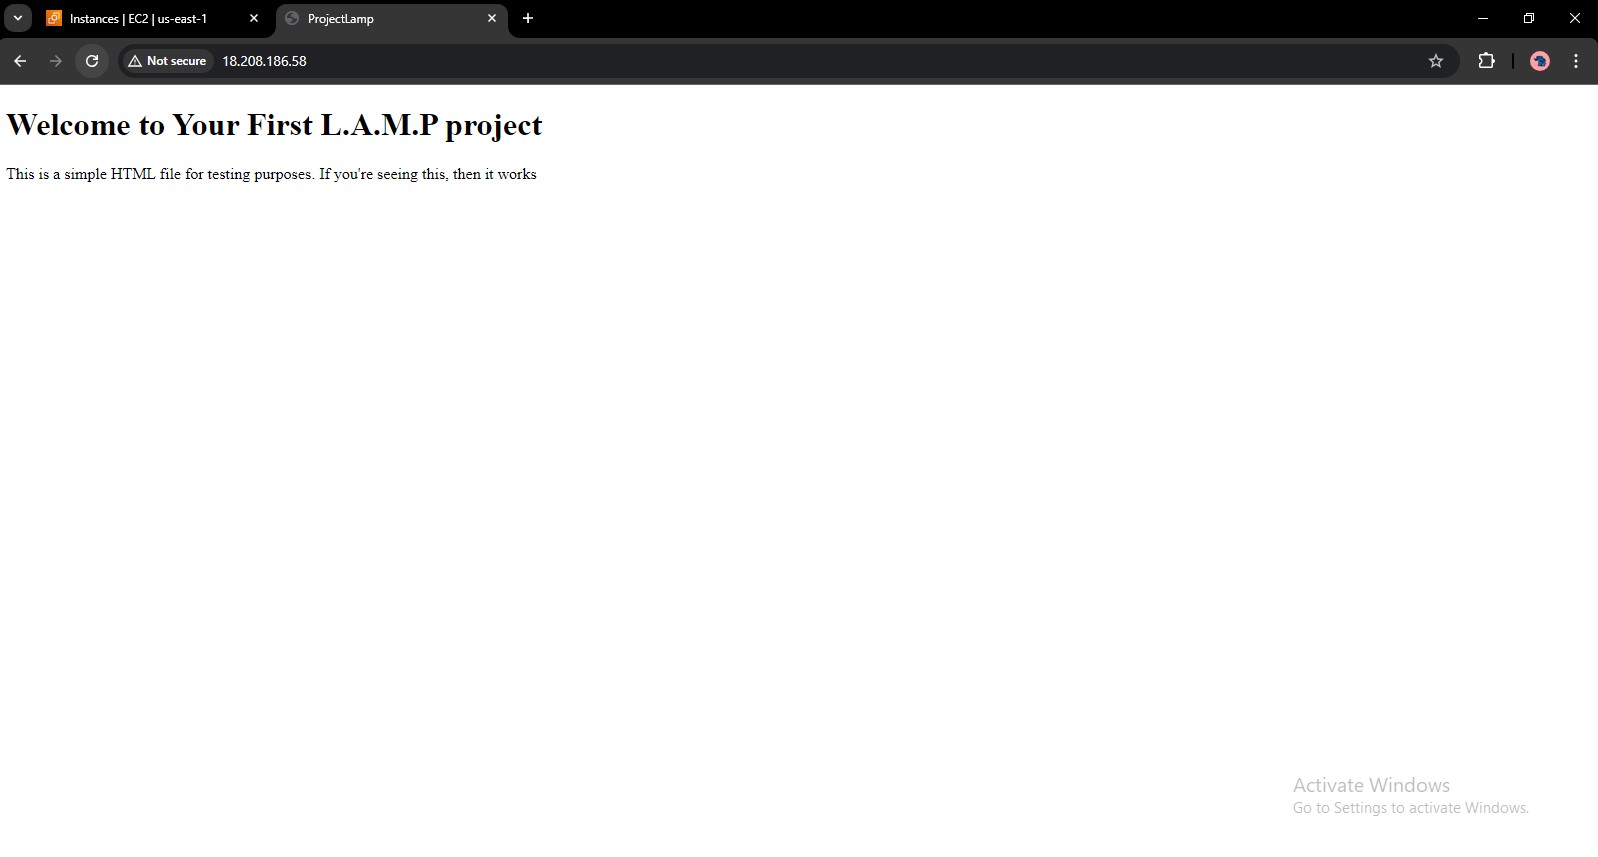 Instances | EC2 | us-east-1
ProjectLamp
Not secure
18.208.186.58
Welcome to Your First L.A.M.P project
This is a simple HTML file for testing purposes. If you're seeing this, then it works
Activate Windows
Go to Settings to activate Windows.